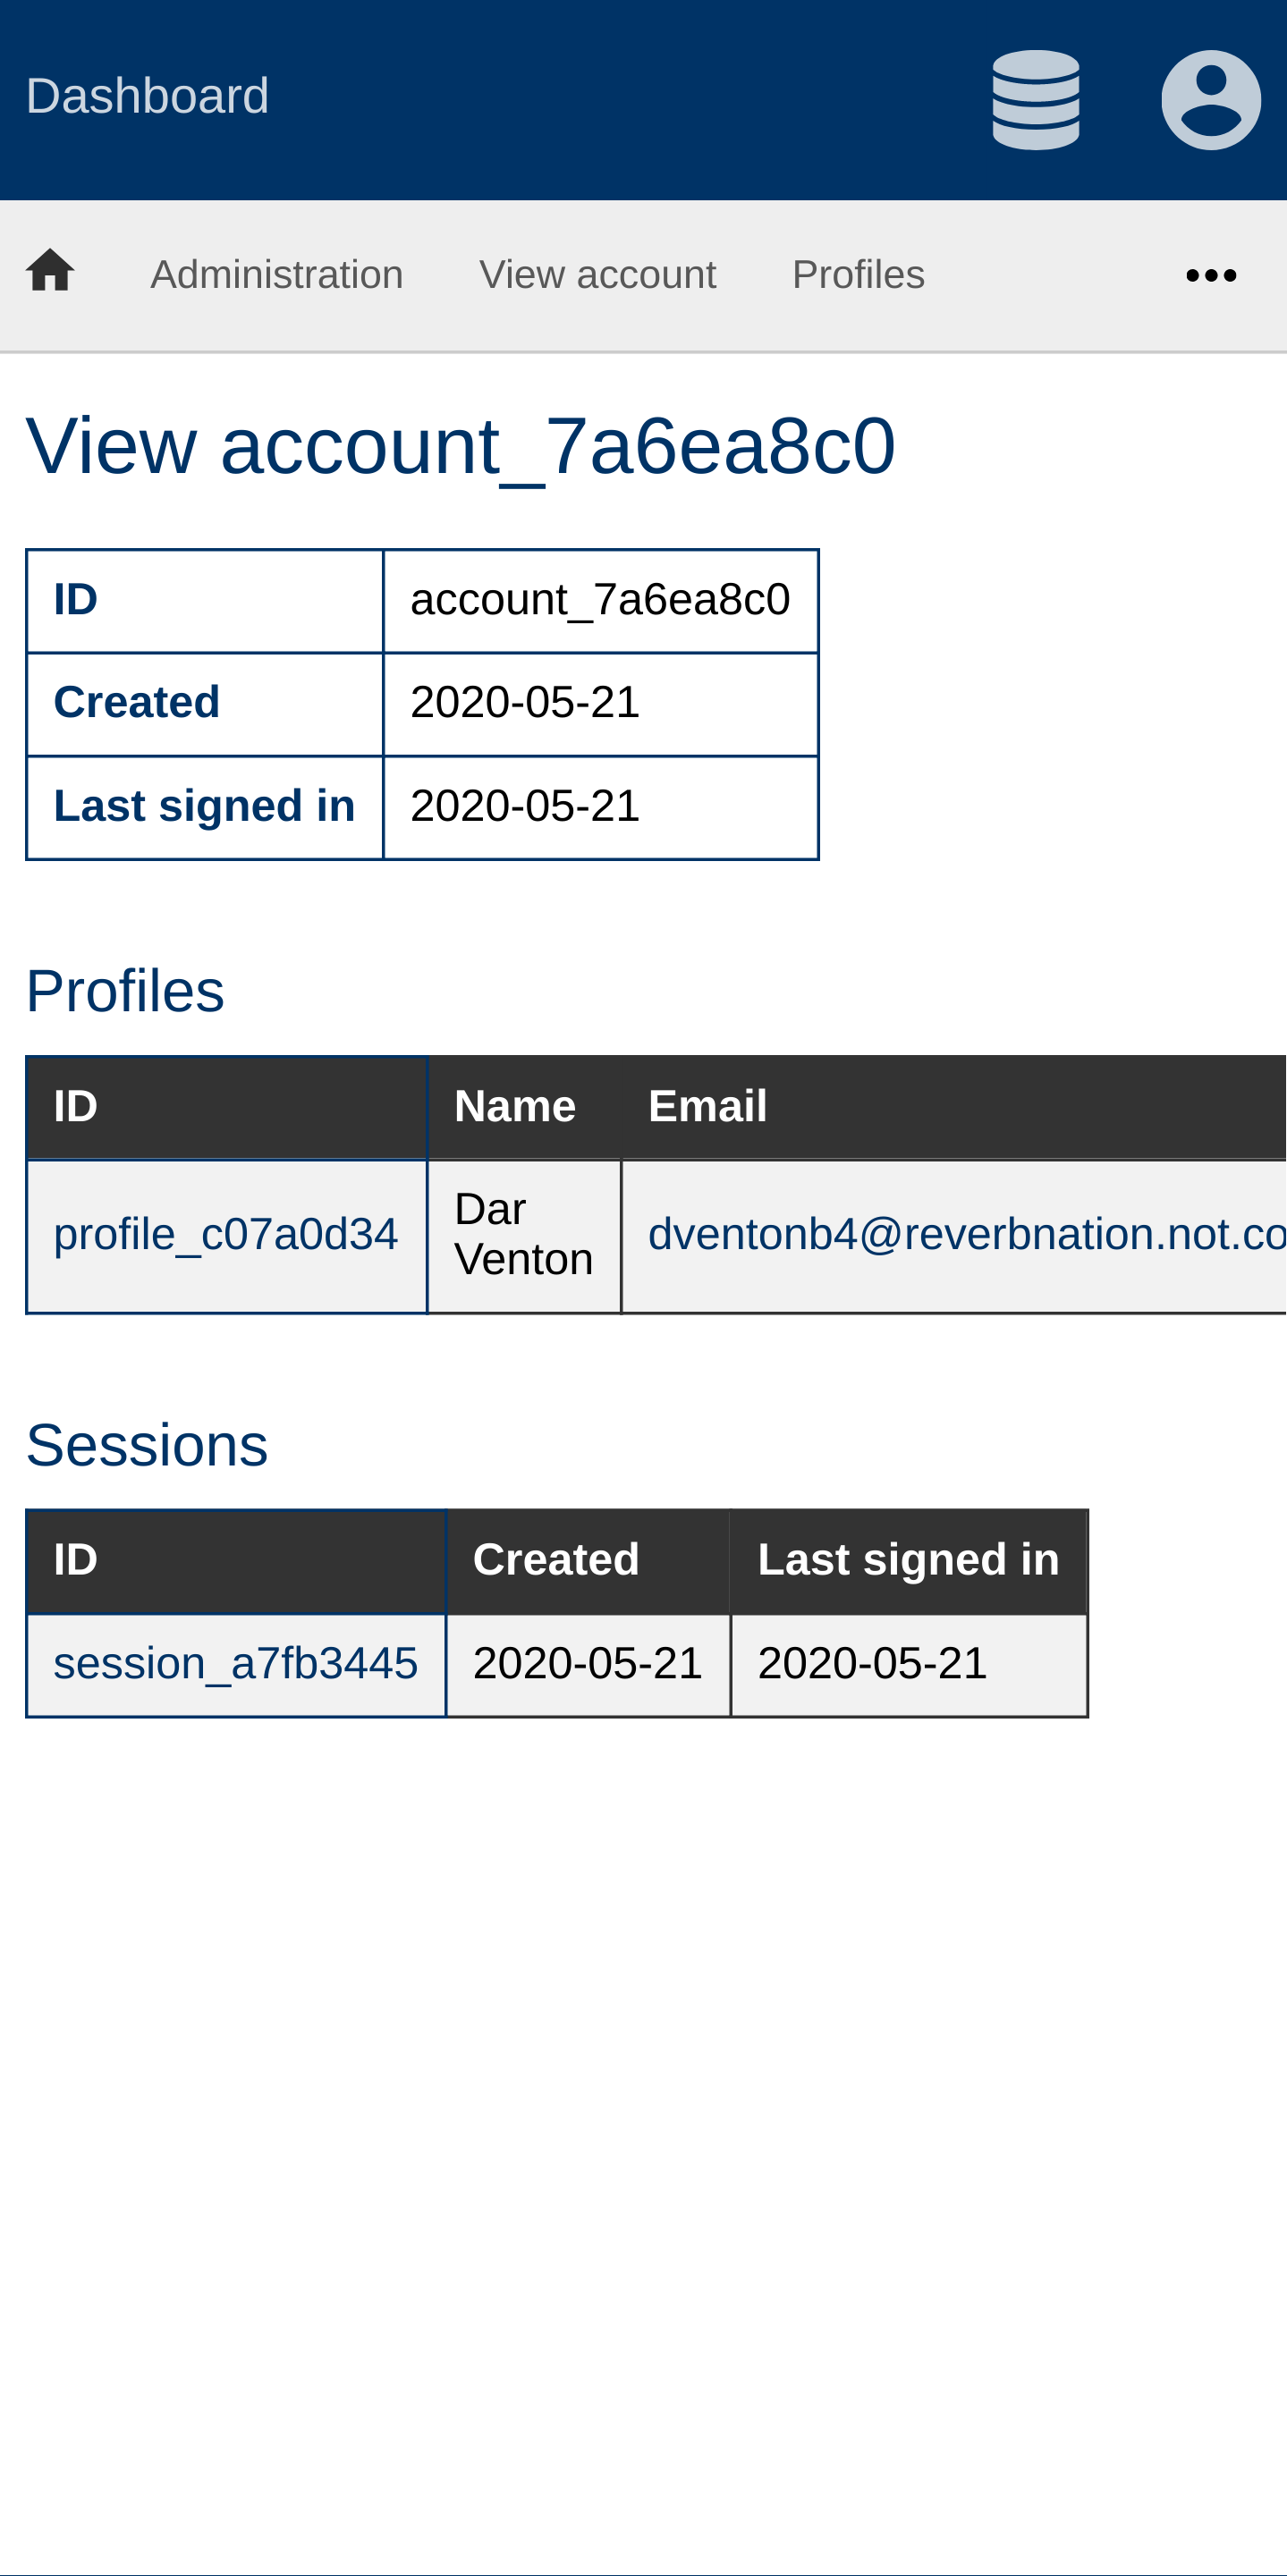 Dashboard
Administration View account Profiles
View account_7a6ea8c0
ID account_7a6ea8c0
Created 2020-05-21
Last signed in 2020-05-21
Profiles
ID Name Email
profile_c07a0d34 Dar Venton dventonb4@reverbnation.not.co
Sessions
ID Created Last signed in
session_a7fb3445 2020-05-21 2020-05-21